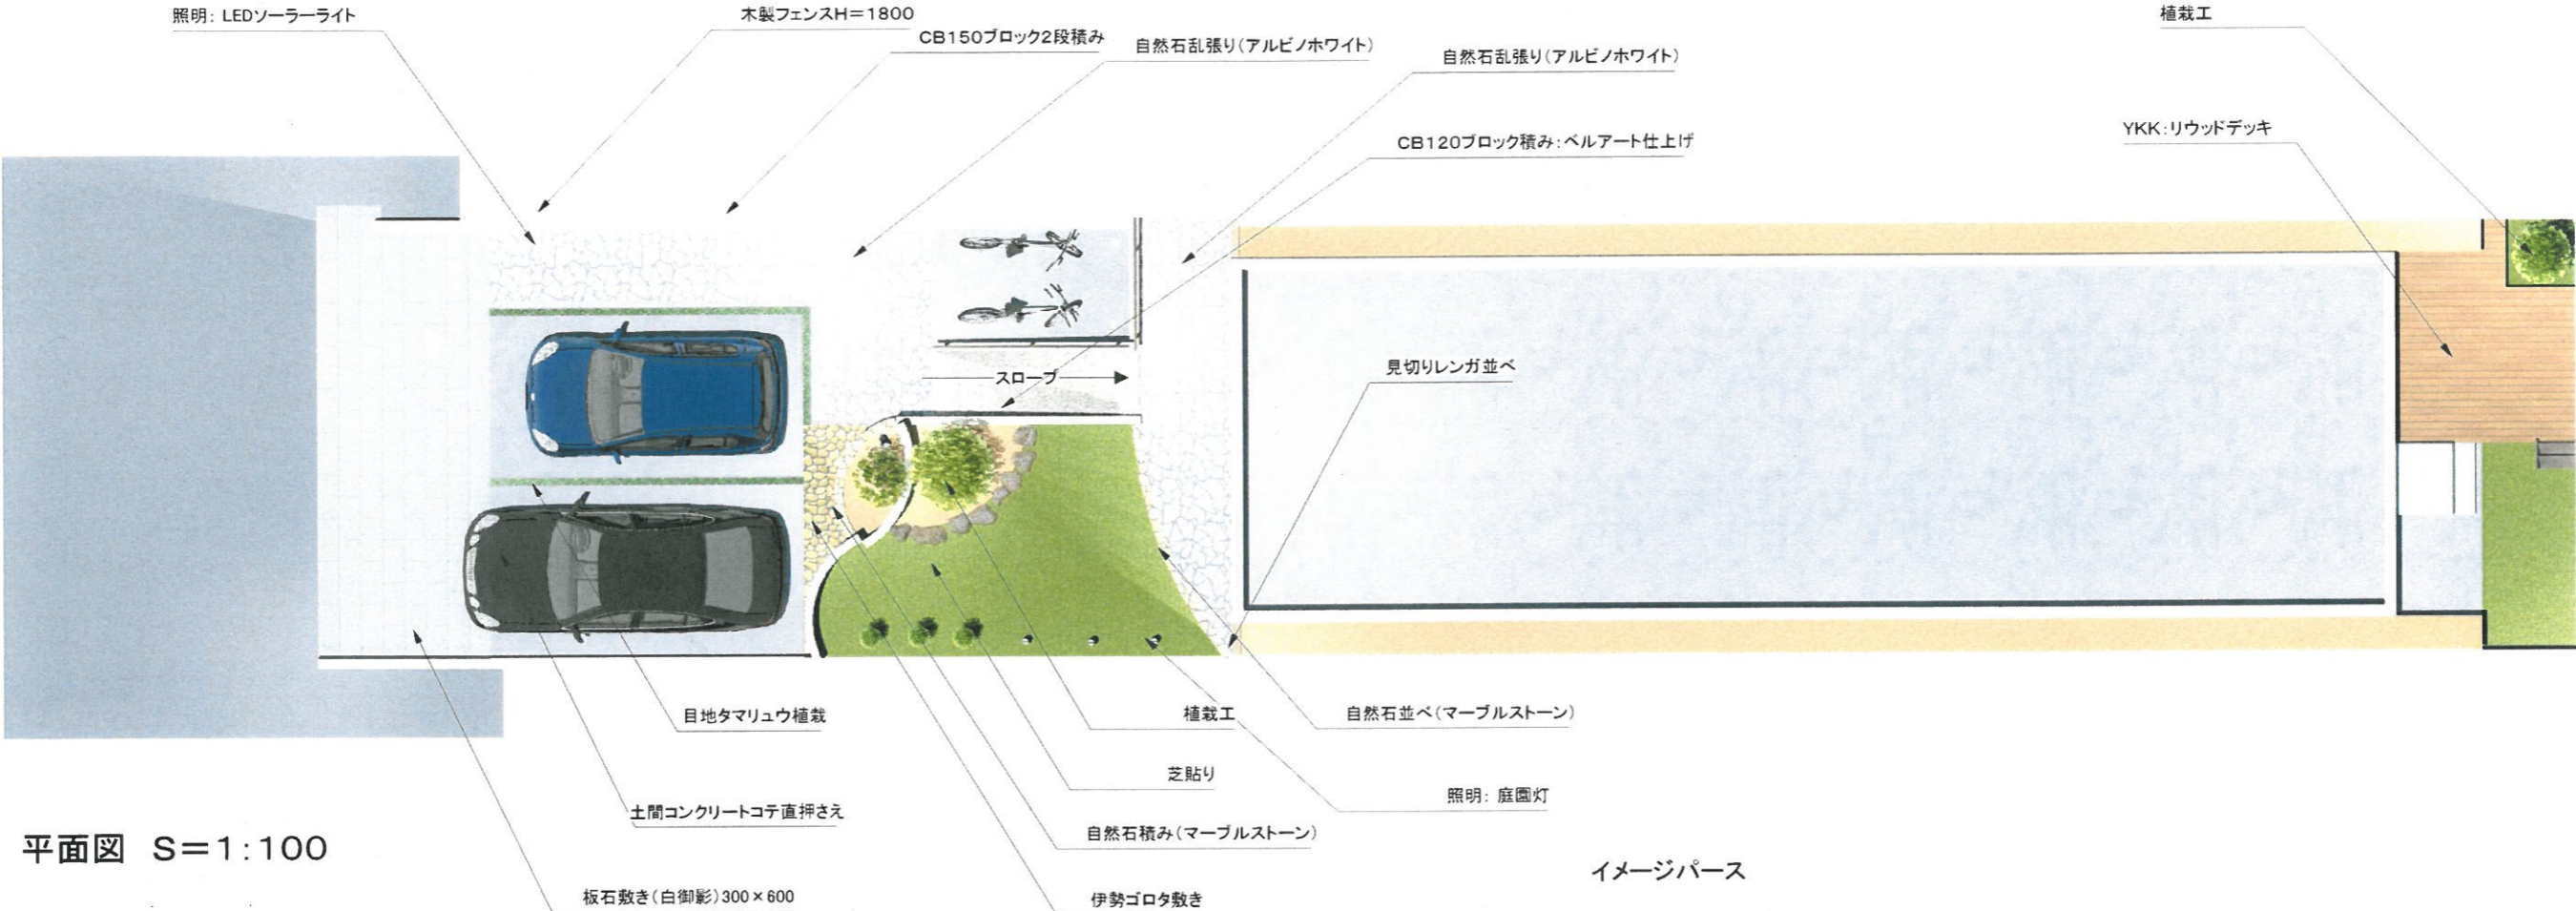 照明: LEDソーラーライト
木製フェンスH=1800
植栽工
CB150ブロック2段積み
自然石乱張り(アルビノホワイト)
自然石乱張り(アルビノホワイト)
YKK:リウッドデッキ
CB120ブロック積み:ベルアート仕上げ
見切りレンガ並べ
スロープ
目地タマリュウ植栽
植栽工
自然石並べ(マーブルストーン)
芝貼り
照明: 庭園灯
土間コンクリートコテ直押さえ
自然石積み(マーブルストーン)
平面図 S=1:100
イメージパース
板石敷き(白御影)300×600
伊勢ゴロタ敷き